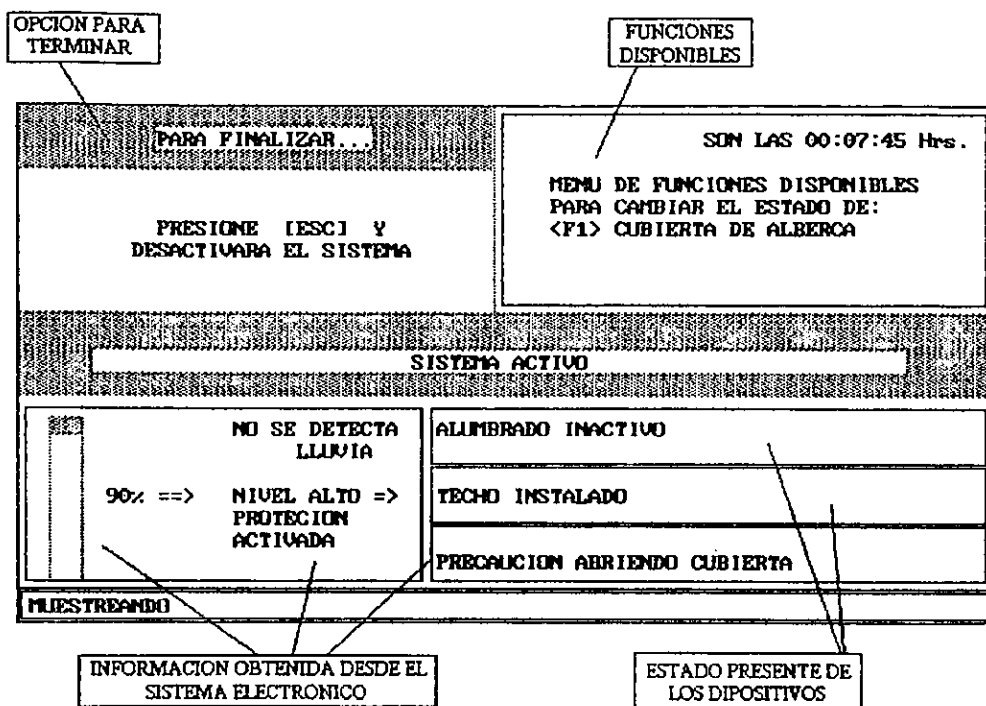 OPCION PARA
TERMINAR
FUNCIONES
DISPONIBLES
PARA FINALIZAR...
PRESIONE [ESC] Y
DESACTIVARA EL SISTEMA
SON LAS 00:07:45 Hrs.
MENU DE FUNCIONES DISPONIBLES
PARA CAMBIAR EL ESTADO DE:
<F1> CUBIERTA DE ALBERCA
SISTEMA ACTIVO
NO SE DETECTA
LLUVIA
90% ==> NIVEL ALTO =>
PROTECION
ACTIVADA
ALUMBRADO INACTIVO
TECHO INSTALADO
PRECAUCION ABRIENDO CUBIERTA
MUESTREANDO
INFORMACION OBTENIDA DESDE EL
SISTEMA ELECTRONICO
ESTADO PRESENTE DE
LOS DIPOSITIVOS